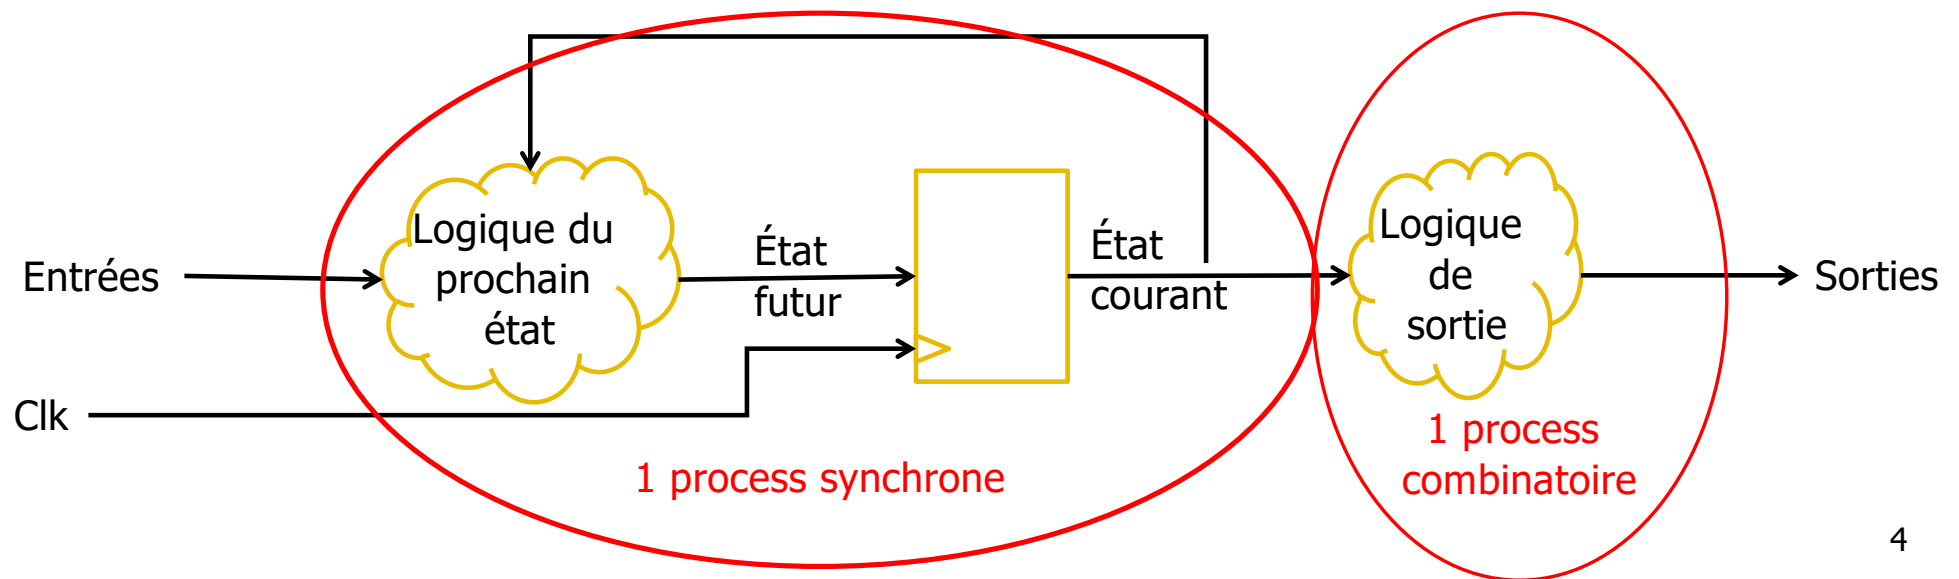 Entrées
Clk
Logique du
prochain
état
État
futur
État
courant
Logique
de
sortie
Sorties
1 process synchrone
1 process
combinatoire
4